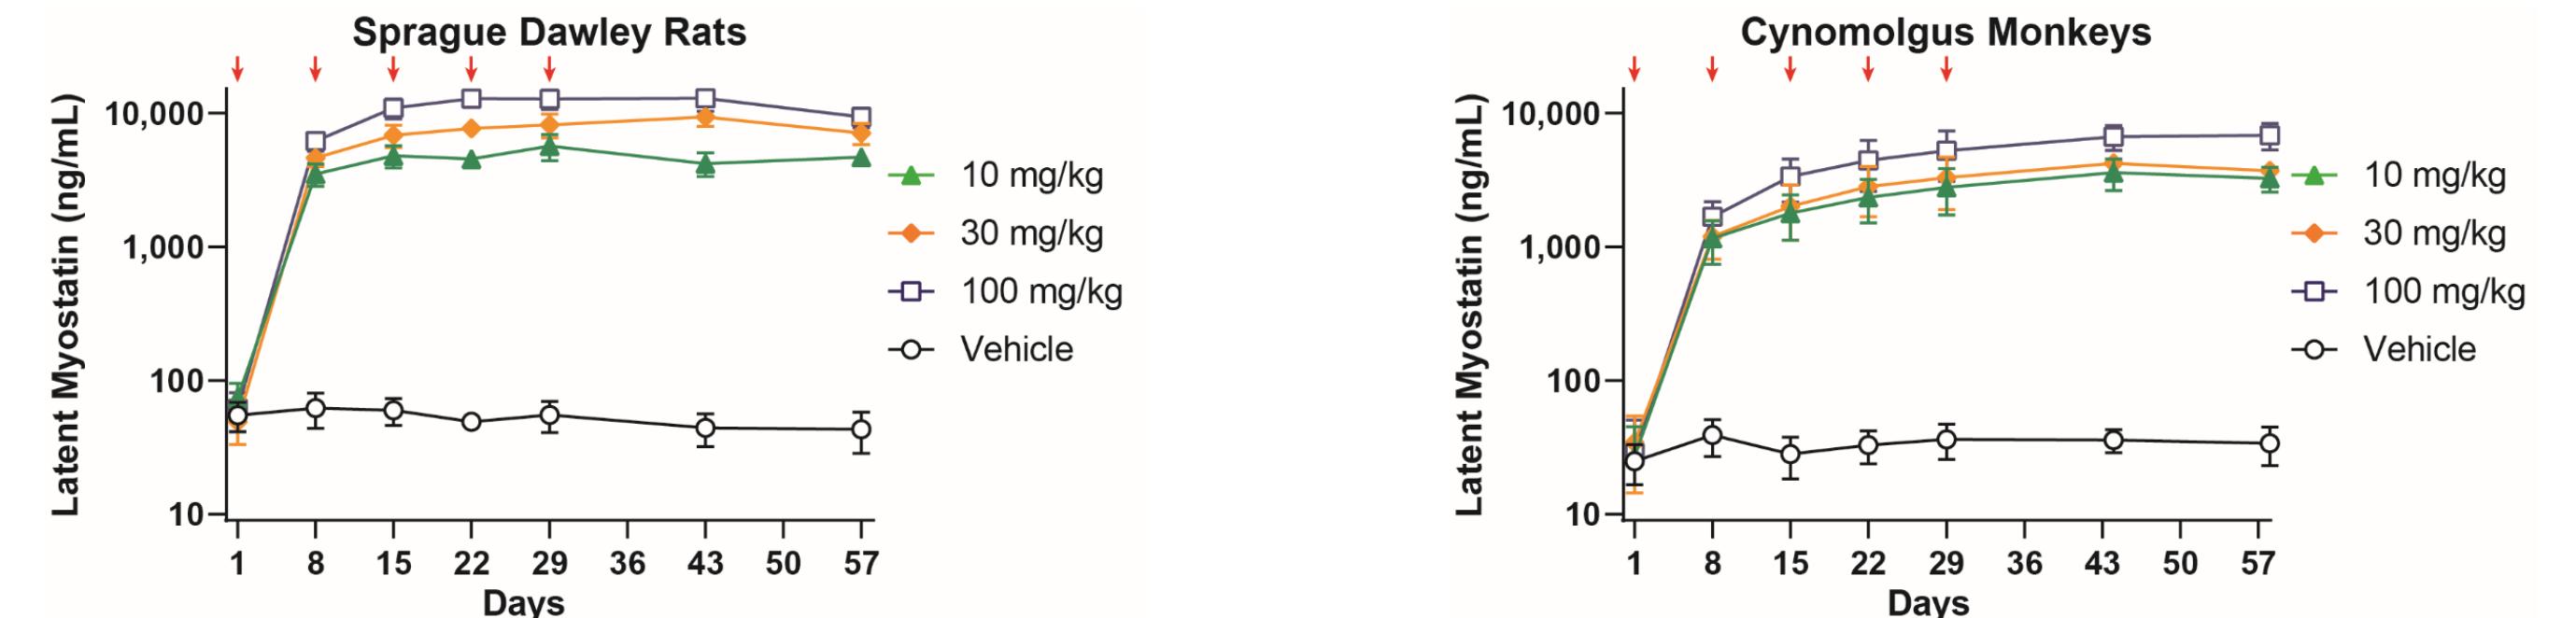 Sprague Dawley Rats
Latent Myostatin (ng/mL)
10,000
1,000
100
10
1 8 15 22 29 36 43 50 57
Days
10 mg/kg
30 mg/kg
100 mg/kg
Vehicle
Cynomolgus Monkeys
Latent Myostatin (ng/mL)
10,000
1,000
100
10
1 8 15 22 29 36 43 50 57
Days
10 mg/kg
30 mg/kg
100 mg/kg
Vehicle